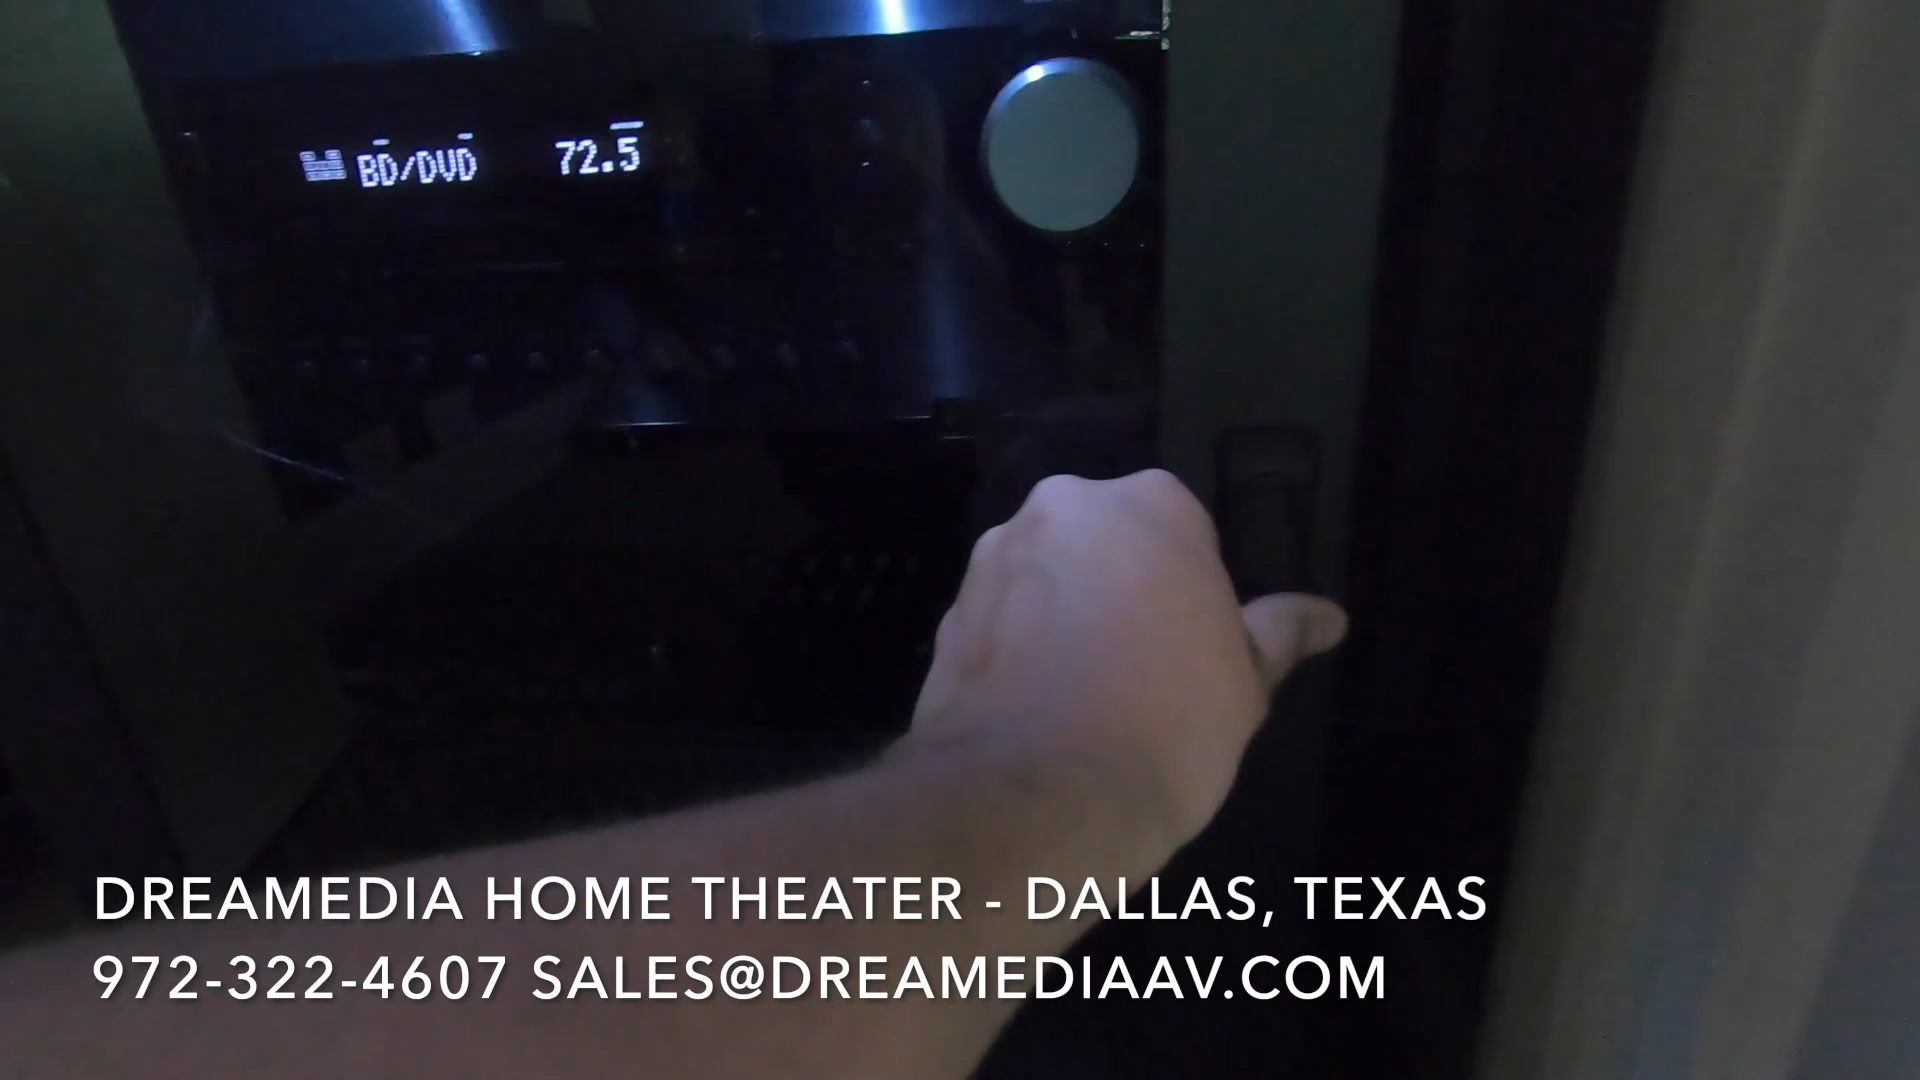 BD/DVD 72.5
DREAMEDIA HOME THEATER - DALLAS, TEXAS
972-322-4607 SALES@DREAMEDIAAV.COM